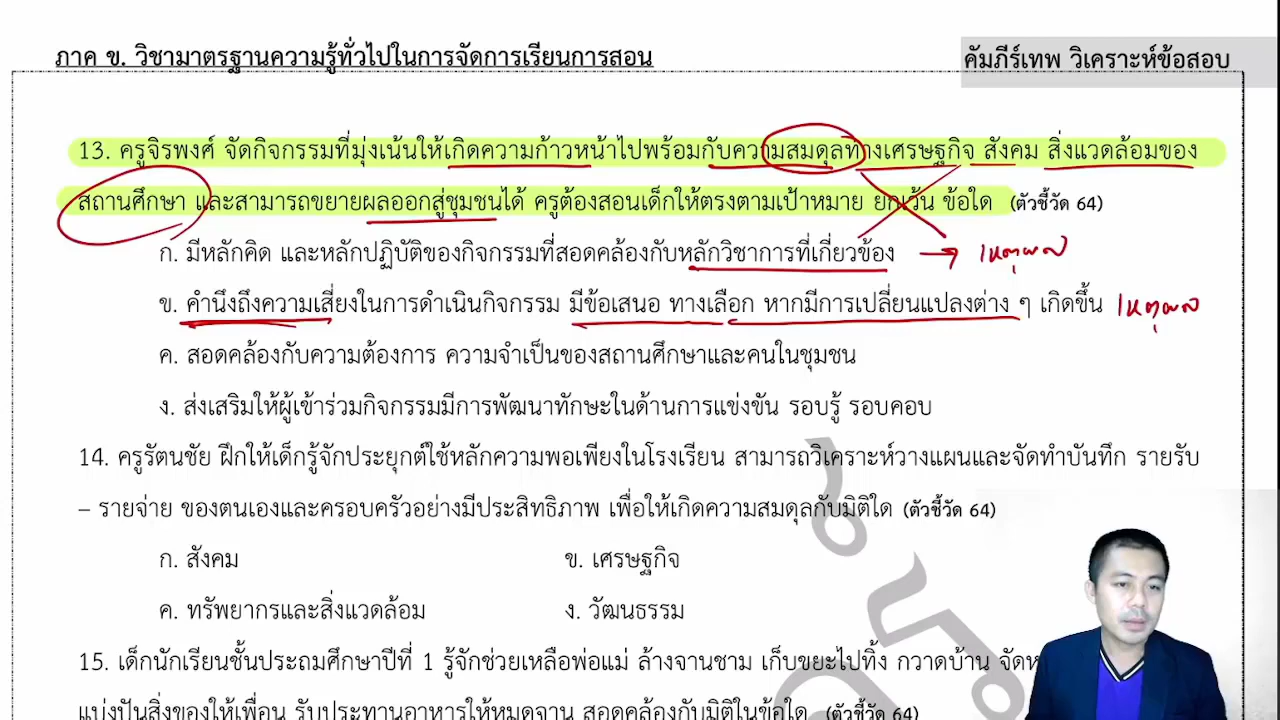 ภาค ข. วิชามาตรฐานความรู้ทั่วไปในการจัดการเรียนการสอน
คัมภีร์เทพ วิเคราะห์ข้อสอบ
13. ครูจิรพงศ์ จัดกิจกรรมที่มุ่งเน้นให้เกิดความก้าวหน้าไปพร้อมกับความสมดุลทางเศรษฐกิจ สังคม สิ่งแวดล้อมของ
สถานศึกษา และสามารถขยายผลออกสู่ชุมชนได้ ครูต้องสอนเด็กให้ตรงตามเป้าหมาย ยกเว้น ข้อใด (ตัวชี้วัด 64)
ก. มีหลักคิด และหลักปฏิบัติของกิจกรรมที่สอดคล้องกับหลักวิชาการที่เกี่ยวข้อง → เหตุผล
ข. คำนึงถึงความเสี่ยงในการดำเนินกิจกรรม มีข้อเสนอ ทางเลือก หากมีการเปลี่ยนแปลงต่าง ๆ เกิดขึ้น เหตุผล
ค. สอดคล้องกับความต้องการ ความจำเป็นของสถานศึกษาและคนในชุมชน
ง. ส่งเสริมให้ผู้เข้าร่วมกิจกรรมมีการพัฒนาทักษะในด้านการแข่งขัน รอบรู้ รอบคอบ
14. ครูรัตนชัย ฝึกให้เด็กรู้จักประยุกต์ใช้หลักความพอเพียงในโรงเรียน สามารถวิเคราะห์วางแผนและจัดทำบันทึก รายรับ
– รายจ่าย ของตนเองและครอบครัวอย่างมีประสิทธิภาพ เพื่อให้เกิดความสมดุลกับมิติใด (ตัวชี้วัด 64)
ก. สังคม ข. เศรษฐกิจ
ค. ทรัพยากรและสิ่งแวดล้อม ง. วัฒนธรรม
15. เด็กนักเรียนชั้นประถมศึกษาปีที่ 1 รู้จักช่วยเหลือพ่อแม่ ล้างจานชาม เก็บขยะไปทิ้ง กวาดบ้าน
แบ่งปันสิ่งของให้เพื่อน รับประทานอาหารให้หมดจาน สอดคล้องกับมิติในข้อใด (ตัวชี้วัด 64)